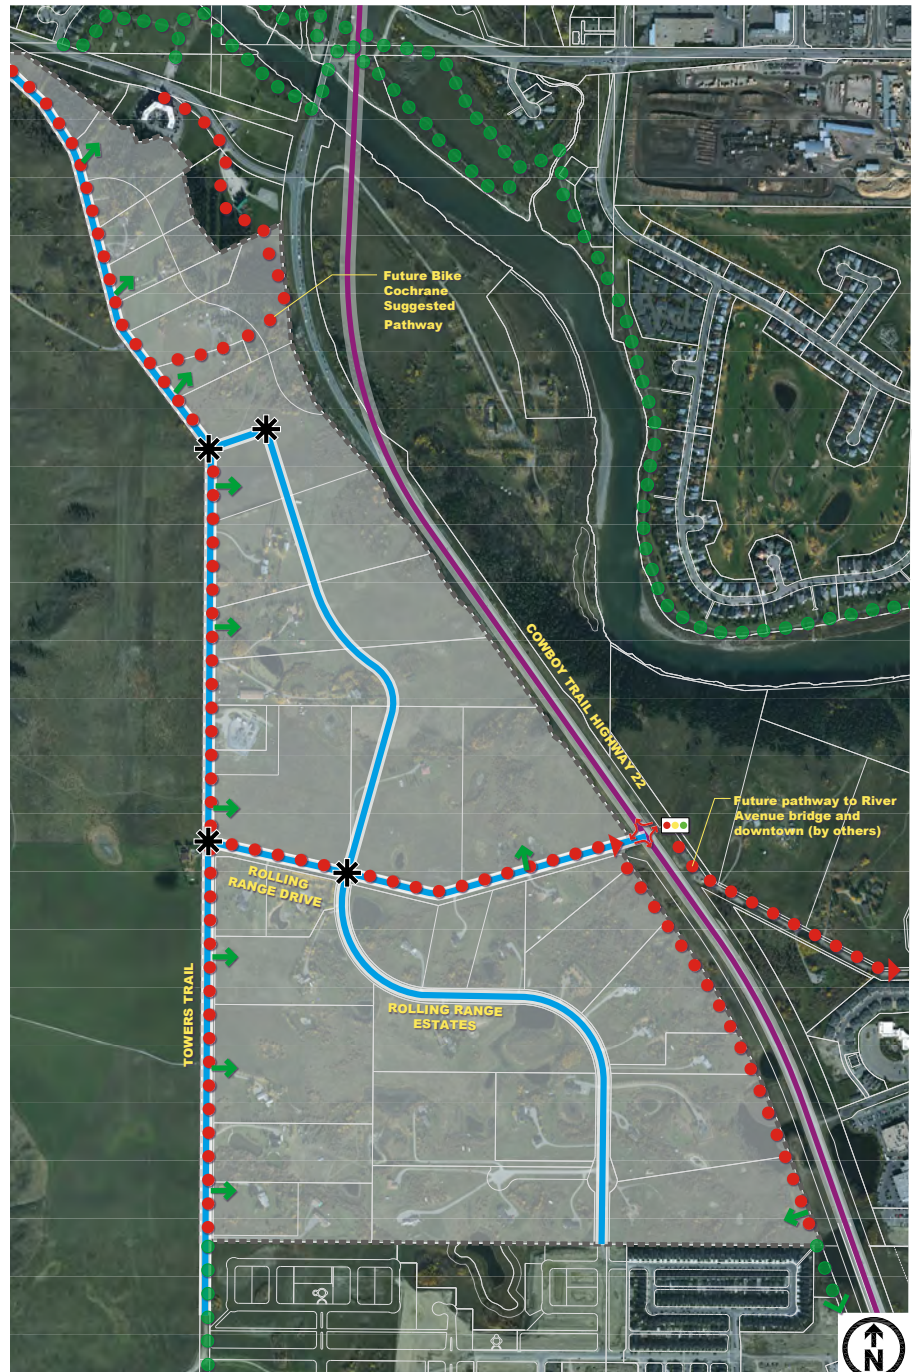 Future Bike
Cochrane
Suggested
Pathway
COWBOY TRAIL HIGHWAY 22
Future pathway to River
Avenue bridge and
downtown (by others)
ROLLING
RANGE DRIVE
TOWERS TRAIL
ROLLING RANGE
ESTATES
N